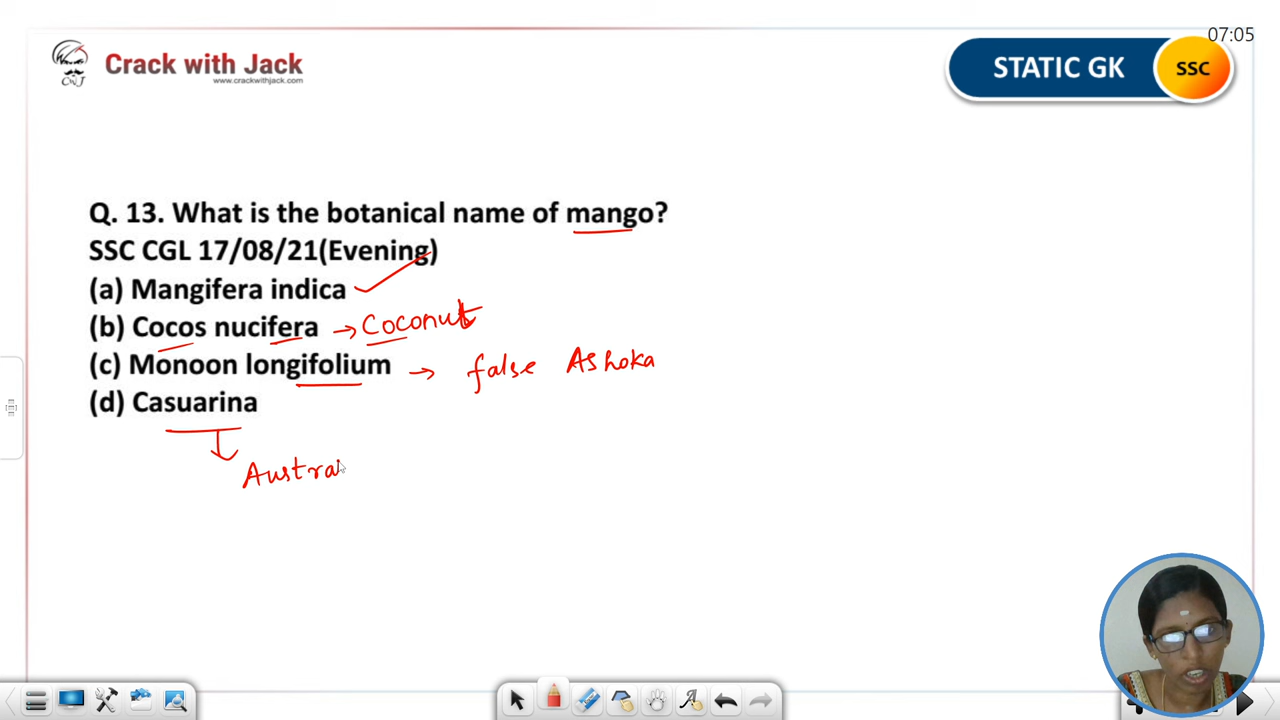 07:05
Crack with Jack
www.crackwithjack.com
CWJ
STATIC GK
SSC
Q. 13. What is the botanical name of mango?
SSC CGL 17/08/21(Evening)
(a) Mangifera indica
(b) Cocos nucifera → Coconut
(c) Monoon longifolium → false Ashoka
(d) Casuarina
Austra